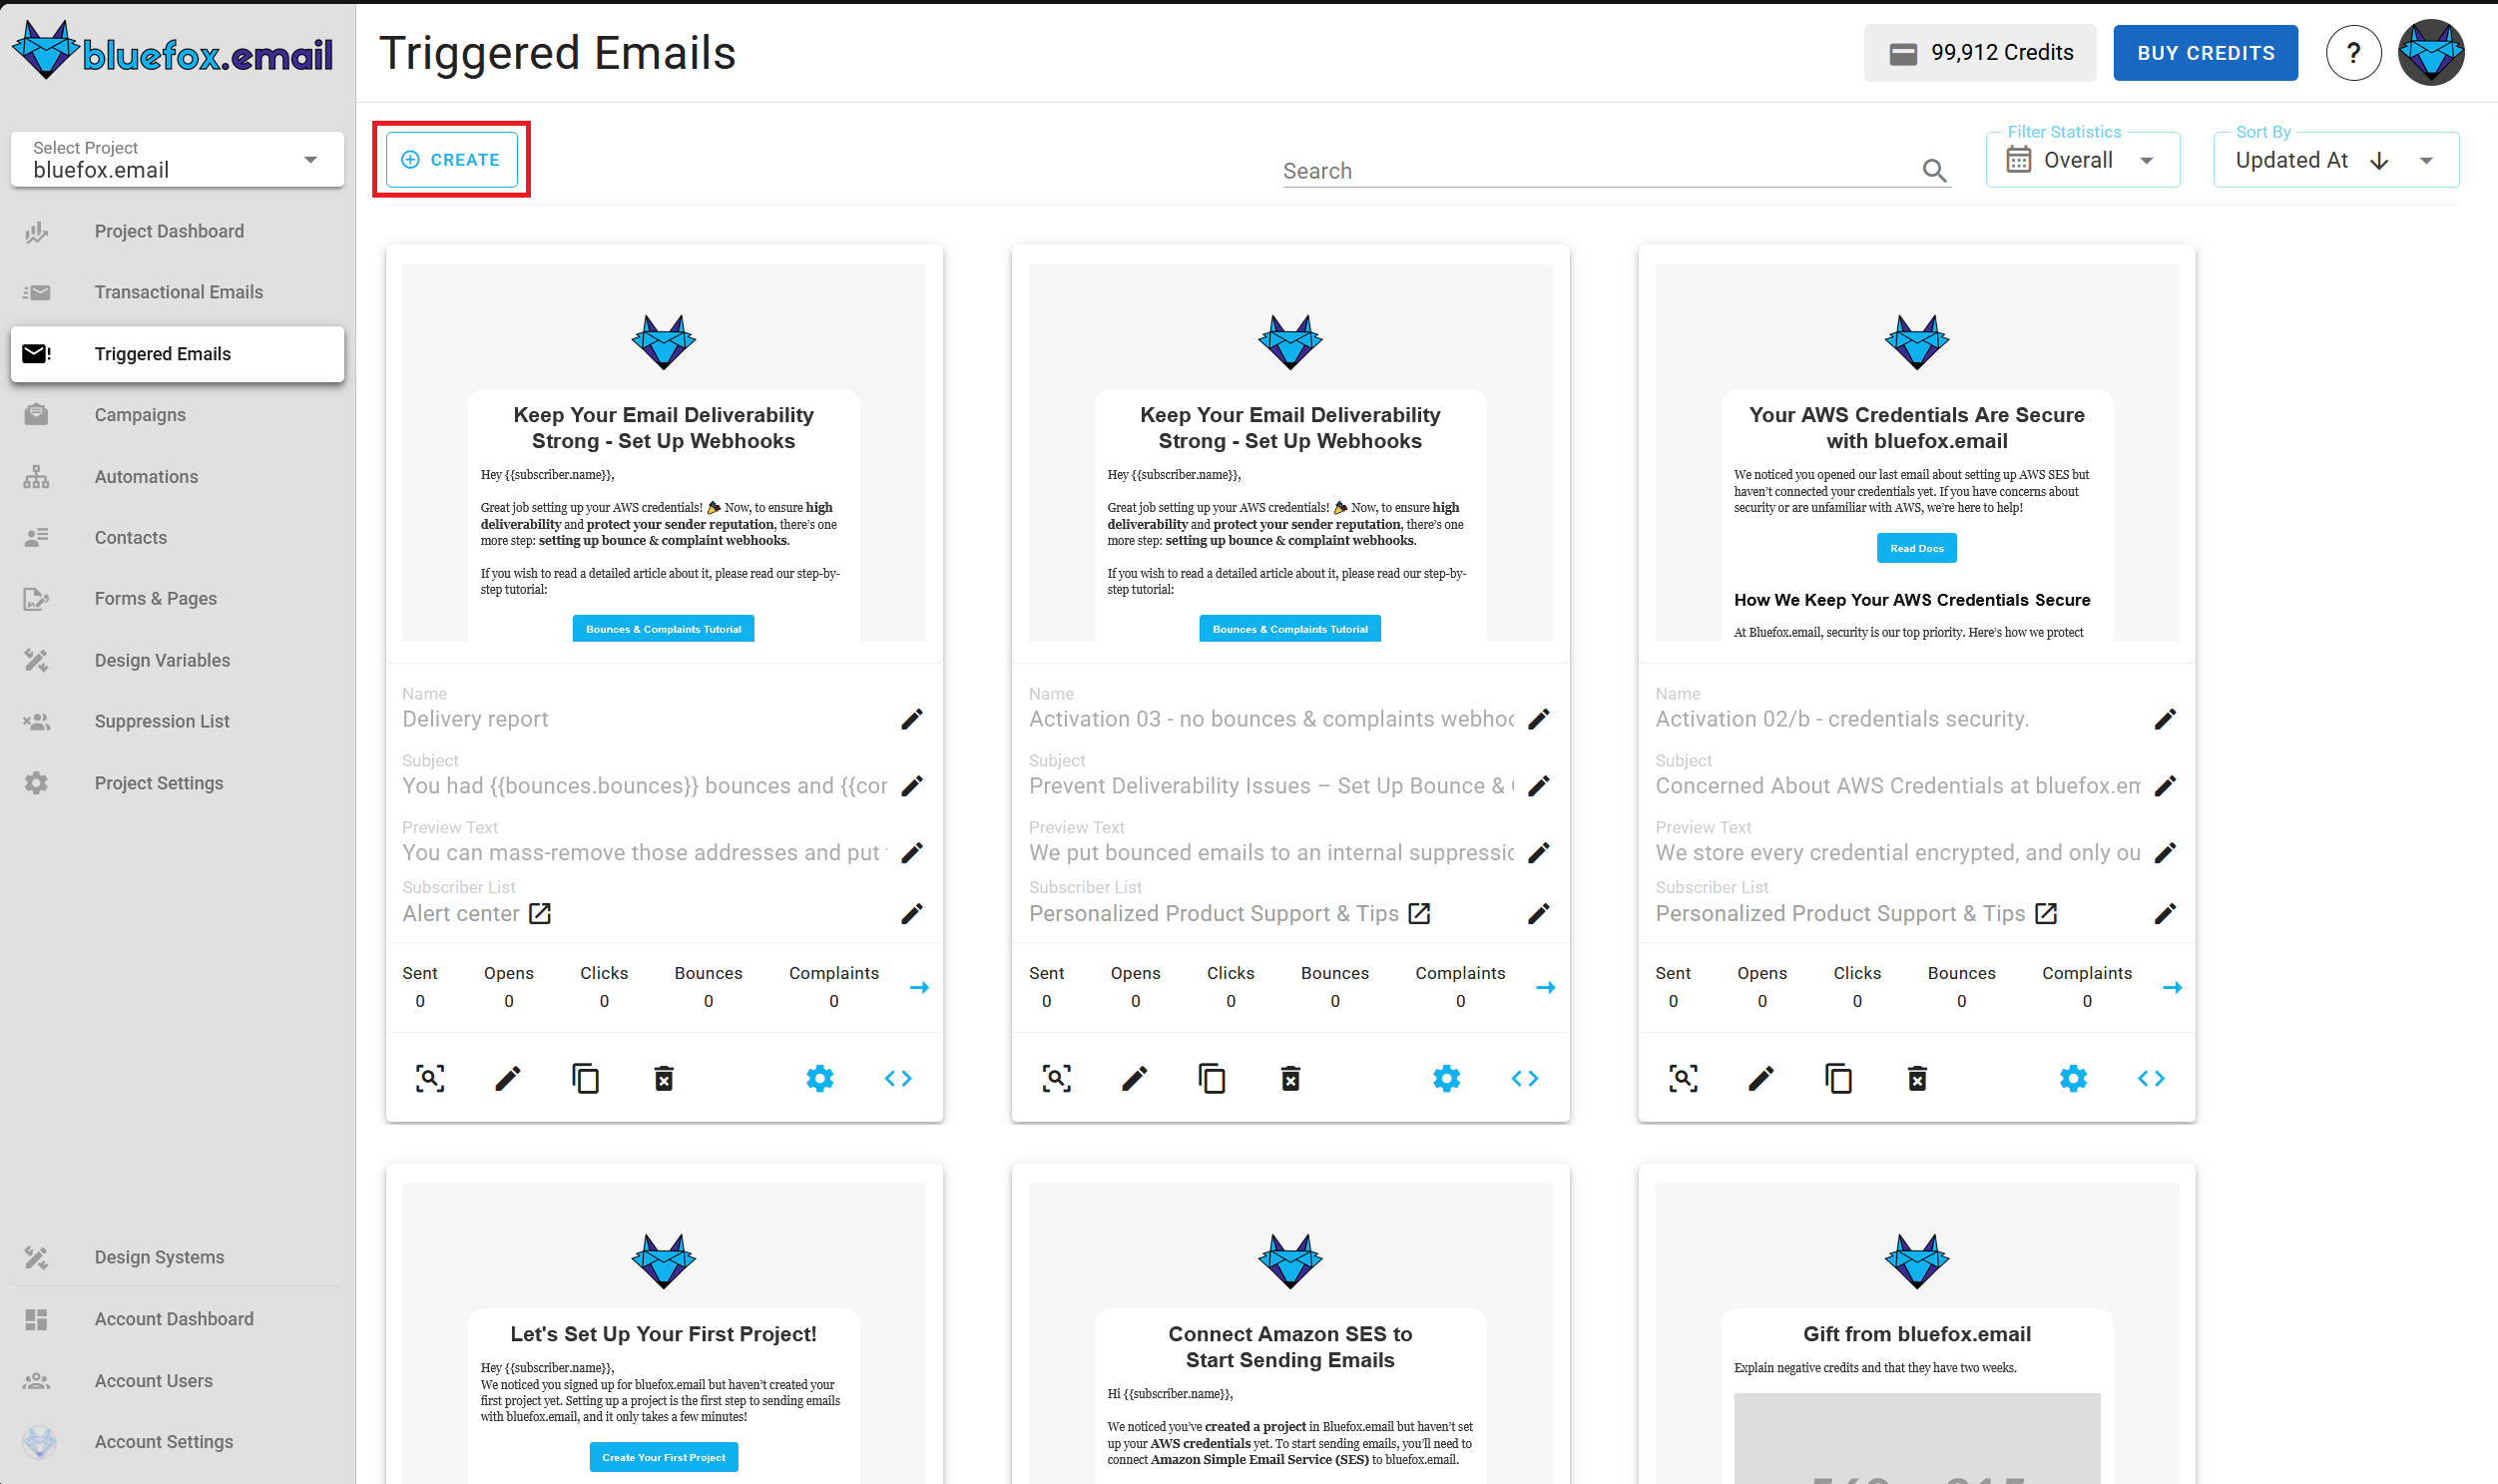 bluefox.email
Triggered Emails
99,912 Credits
BUY CREDITS
?
Select Project
bluefox.email
Project Dashboard
Transactional Emails
Triggered Emails
Campaigns
Automations
Contacts
Forms & Pages
Design Variables
Suppression List
Project Settings
Design Systems
Account Dashboard
Account Users
Account Settings
CREATE
Search
Filter Statistics
Overall
Sort By
Updated At
Keep Your Email Deliverability
Strong - Set Up Webhooks
Hey {{subscriber.name}},
Great job setting up your AWS credentials! 🎉 Now, to ensure high
deliverability and protect your sender reputation, there's one
more step: setting up bounce & complaint webhooks.
If you wish to read a detailed article about it, please read our step-by-
step tutorial:
Bounces & Complaints Tutorial
Name
Delivery report
Subject
You had {{bounces.bounces}} bounces and {{cor
Preview Text
You can mass-remove those addresses and put
Subscriber List
Alert center
Sent Opens Clicks Bounces Complaints
0 0 0 0 0
Keep Your Email Deliverability
Strong - Set Up Webhooks
Hey {{subscriber.name}},
Great job setting up your AWS credentials! 🎉 Now, to ensure high
deliverability and protect your sender reputation, there's one
more step: setting up bounce & complaint webhooks.
If you wish to read a detailed article about it, please read our step-by-
step tutorial:
Bounces & Complaints Tutorial
Name
Activation 03 - no bounces & complaints webhoo
Subject
Prevent Deliverability Issues – Set Up Bounce &
Preview Text
We put bounced emails to an internal suppressio
Subscriber List
Personalized Product Support & Tips
Sent Opens Clicks Bounces Complaints
0 0 0 0 0
Your AWS Credentials Are Secure
with bluefox.email
We noticed you opened our last email about setting up AWS SES but
haven't connected your credentials yet. If you have concerns about
security or are unfamiliar with AWS, we're here to help!
Read Docs
How We Keep Your AWS Credentials Secure
At Bluefox.email, security is our top priority. Here's how we protect
Name
Activation 02/b - credentials security.
Subject
Concerned About AWS Credentials at bluefox.em
Preview Text
We store every credential encrypted, and only ou
Subscriber List
Personalized Product Support & Tips
Sent Opens Clicks Bounces Complaints
0 0 0 0 0
Let's Set Up Your First Project!
Hey {{subscriber.name}},
We noticed you signed up for bluefox.email but haven't created your
first project yet. Setting up a project is the first step to sending emails
with bluefox.email, and it only takes a few minutes!
Create Your First Project
Connect Amazon SES to
Start Sending Emails
Hi {{subscriber.name}},
We noticed you've created a project in Bluefox.email but haven't set
up your AWS credentials yet. To start sending emails, you'll need to
connect Amazon Simple Email Service (SES) to bluefox.email.
Gift from bluefox.email
Explain negative credits and that they have two weeks.